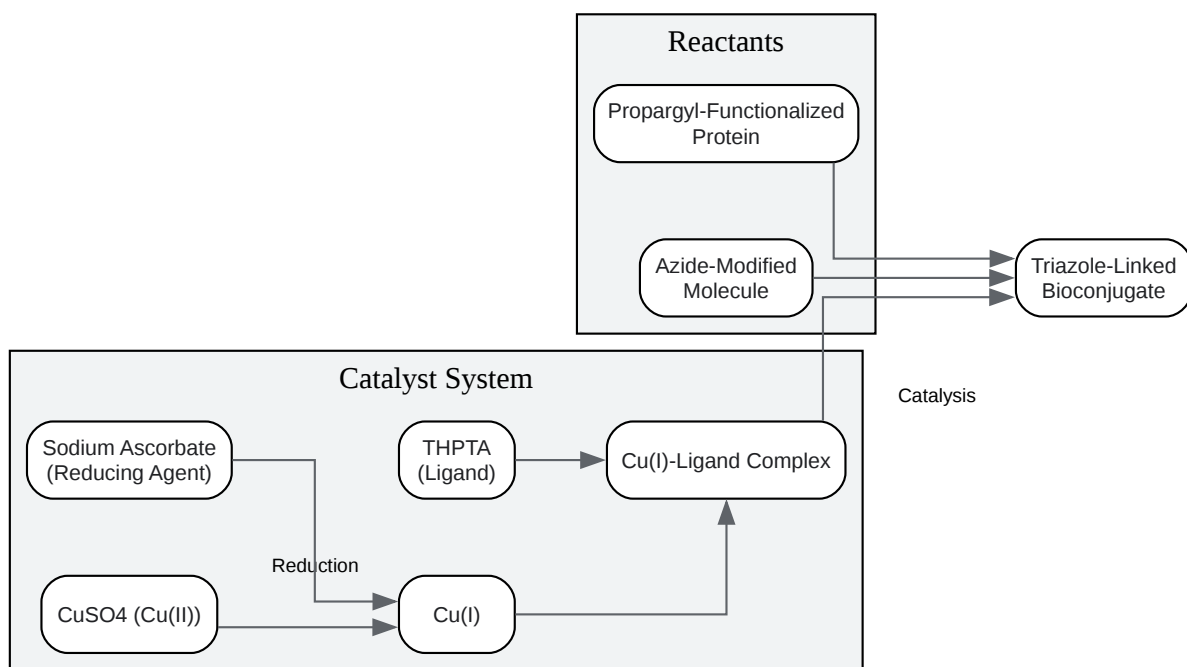 Reactants
Propargyl-Functionalized
Protein
Azide-Modified
Molecule
Triazole-Linked
Bioconjugate
Catalyst System
Catalysis
Sodium Ascorbate
(Reducing Agent)
THPTA
(Ligand)
Cu(I)-Ligand Complex
Reduction
CuSO4 (Cu(II))
Cu(I)